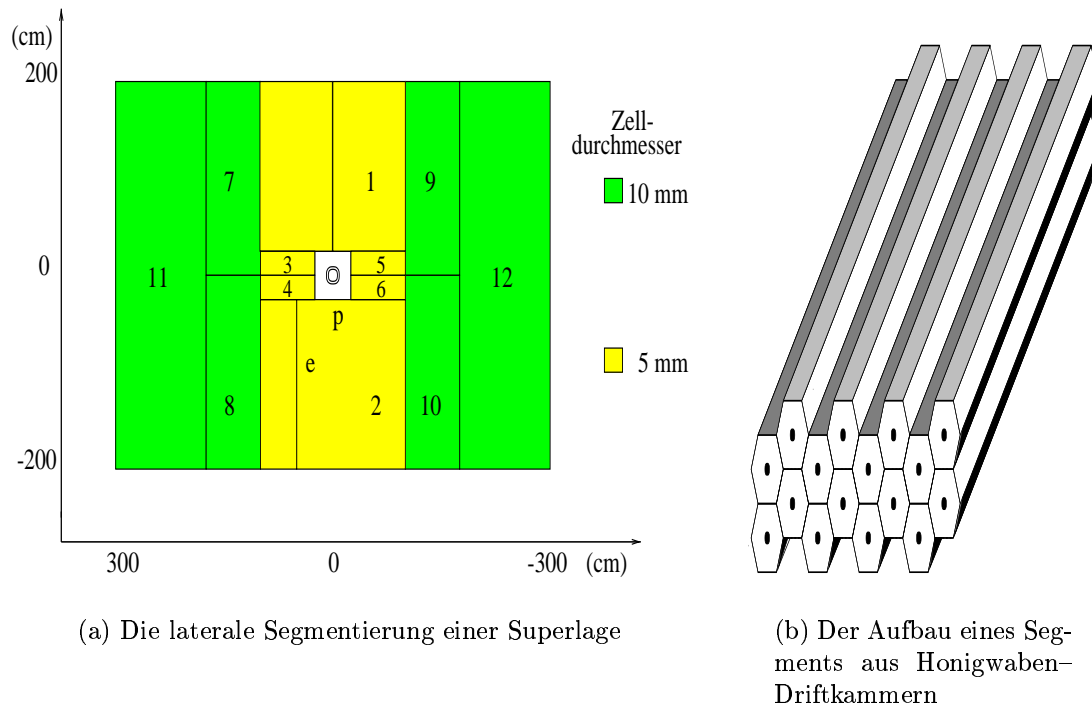 (cm)
200
0
-200
300 0 -300 (cm)
7 1 9
11 3 5 12
4 6
p
e
8 2 10
Zell-
durchmesser
10 mm
5 mm
(a) Die laterale Segmentierung einer Superlage
(b) Der Aufbau eines Seg-
ments aus Honigwaben–
Driftkammern